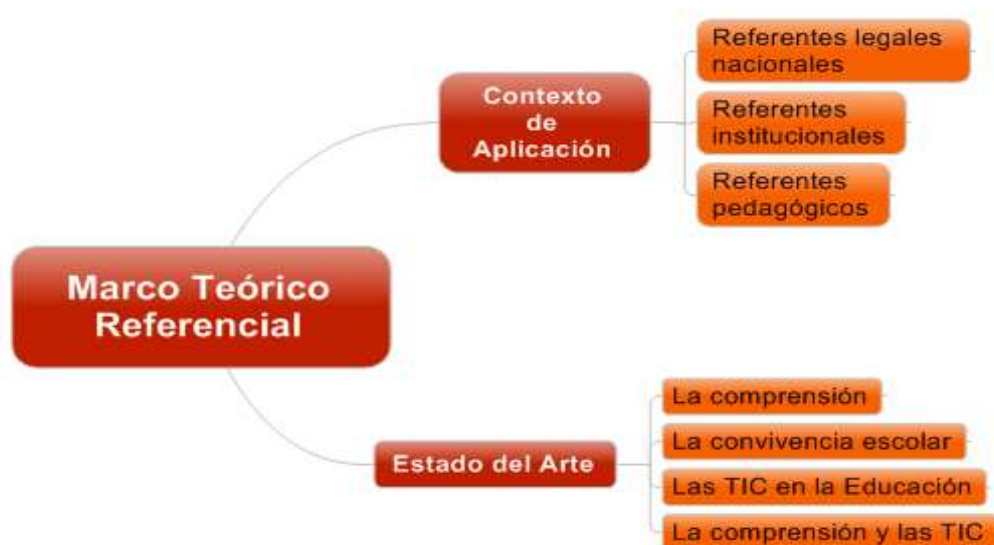 Referentes legales
nacionales
Contexto
de
Aplicación
Referentes
institucionales
Referentes
pedagógicos
Marco Teórico
Referencial
La comprensión
La convivencia escolar
Estado del Arte
Las TIC en la Educación
La comprensión y las TIC